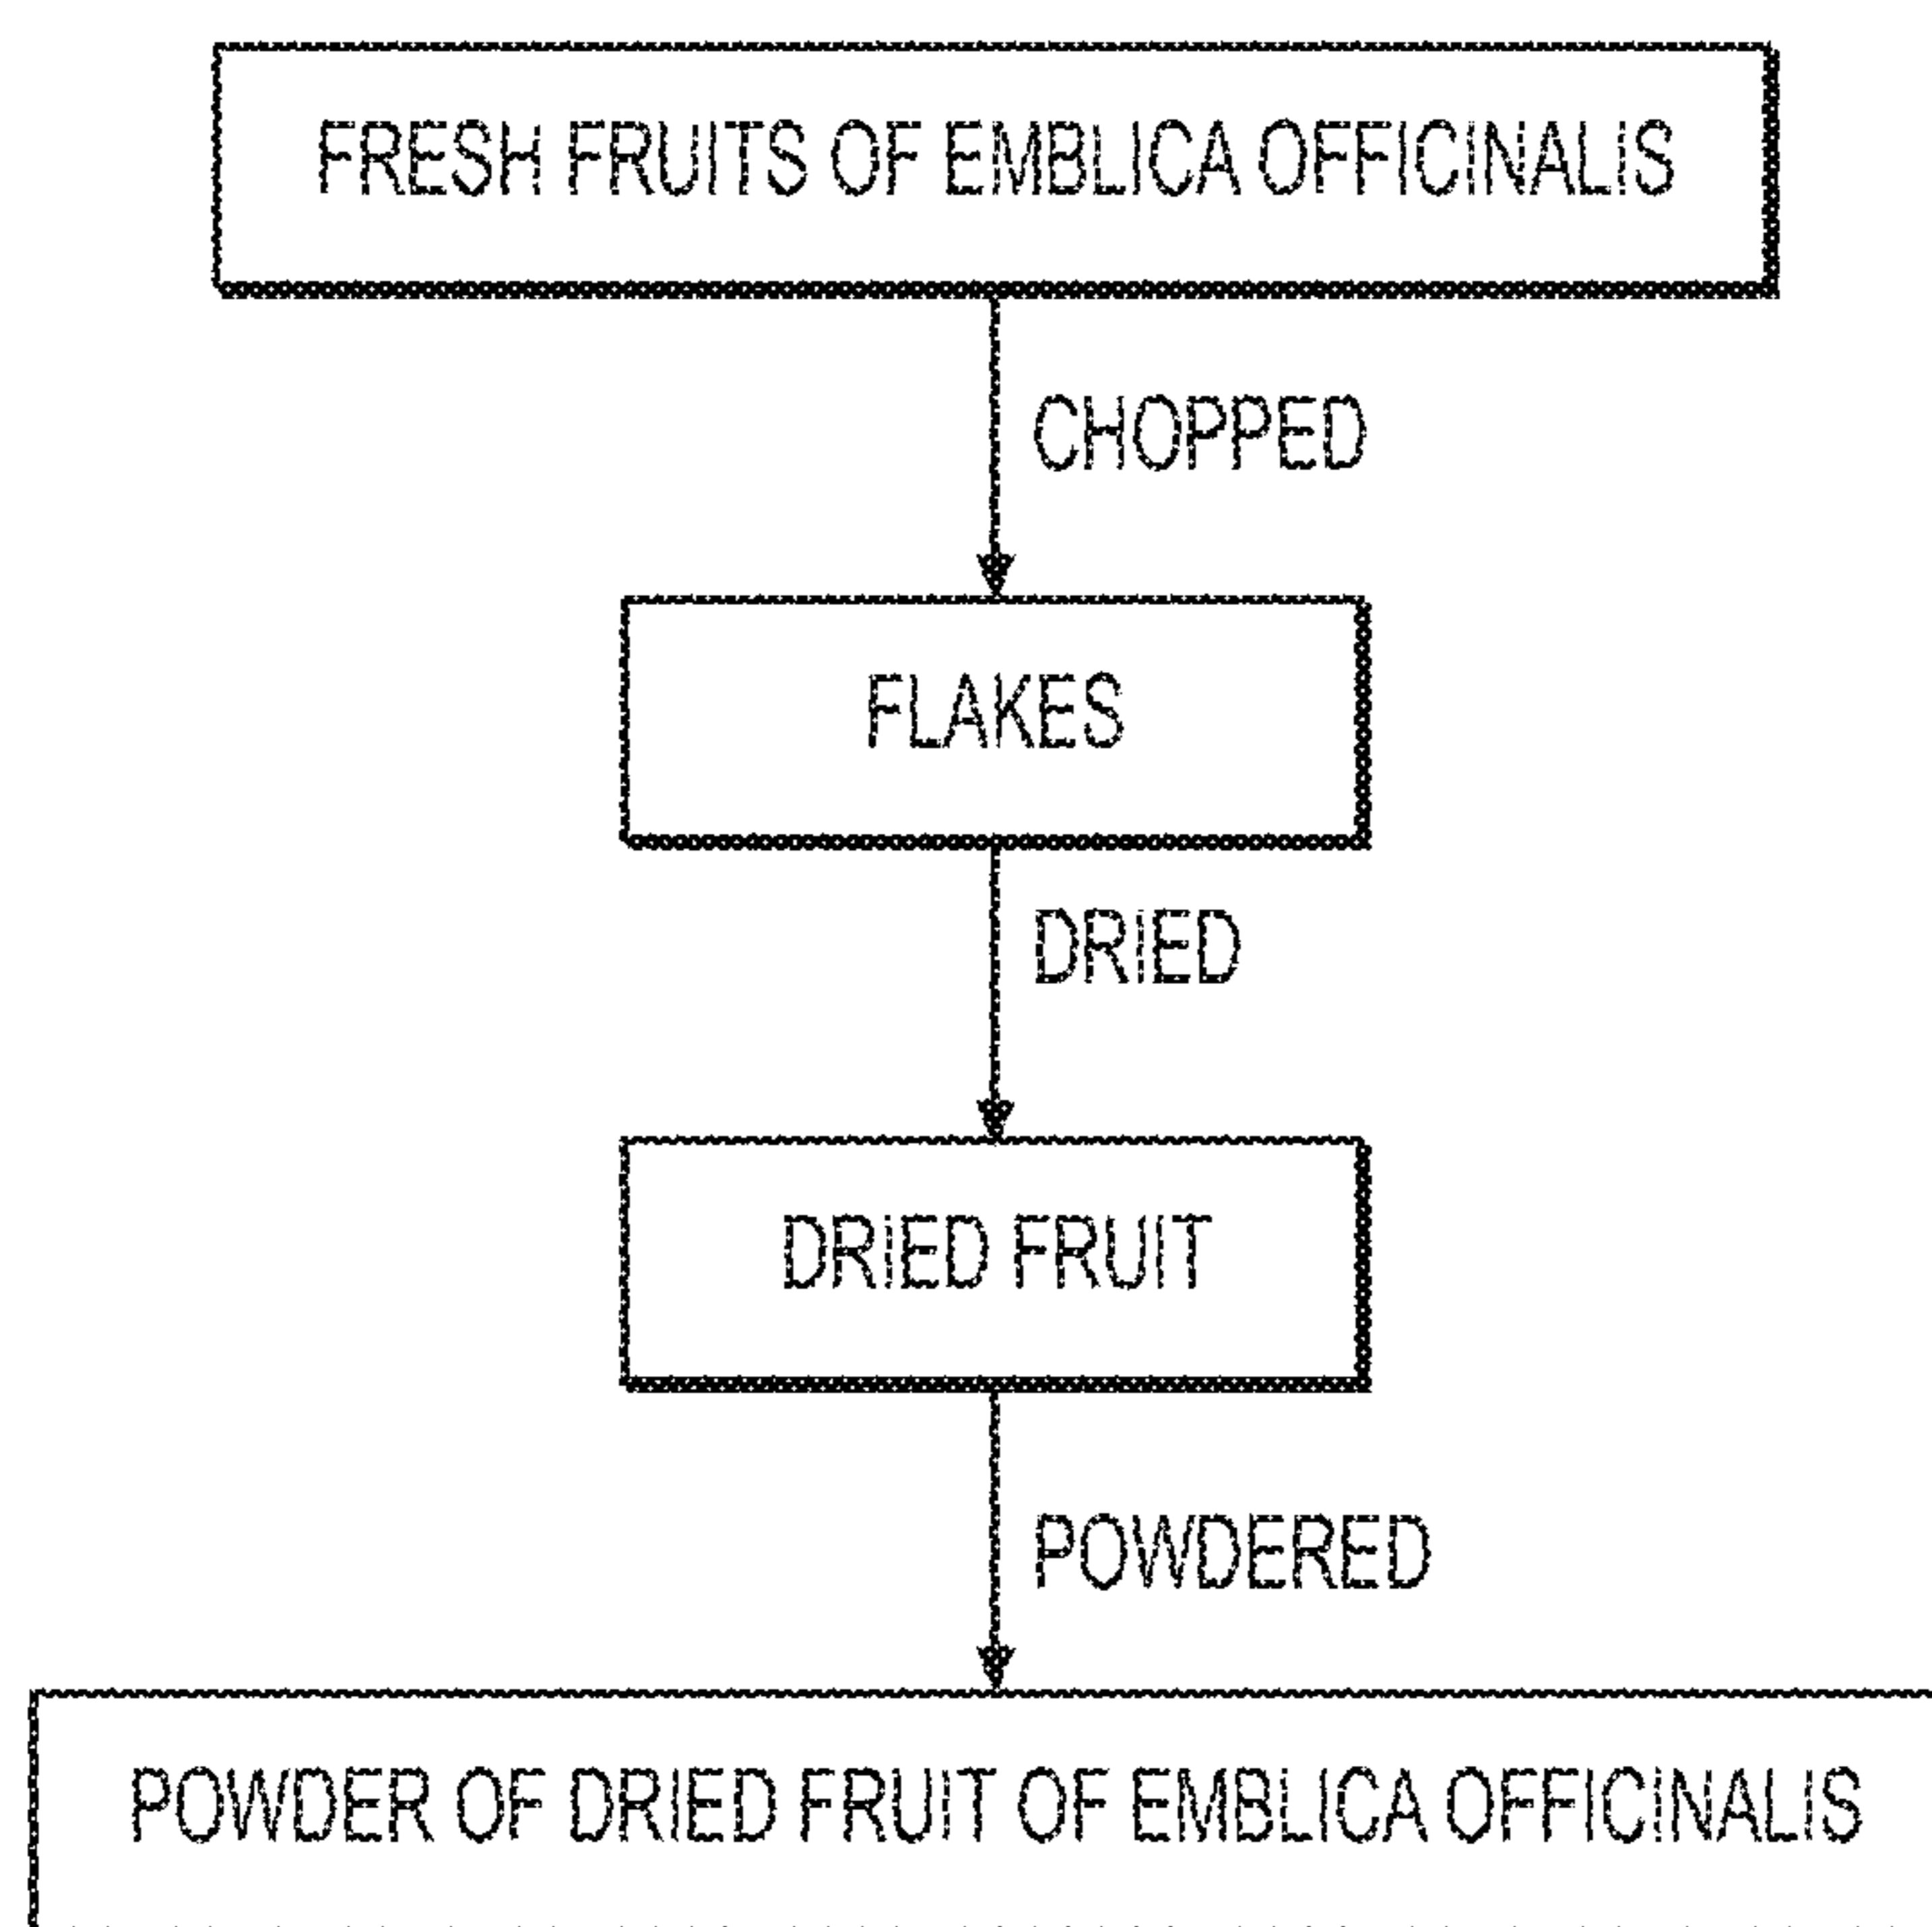 FRESH FRUITS OF EMBLICA OFFICINALIS
CHOPPED
FLAKES
DRIED
DRIED FRUIT
POWDERED
POWDER OF DRIED FRUIT OF EMBLICA OFFICINALIS